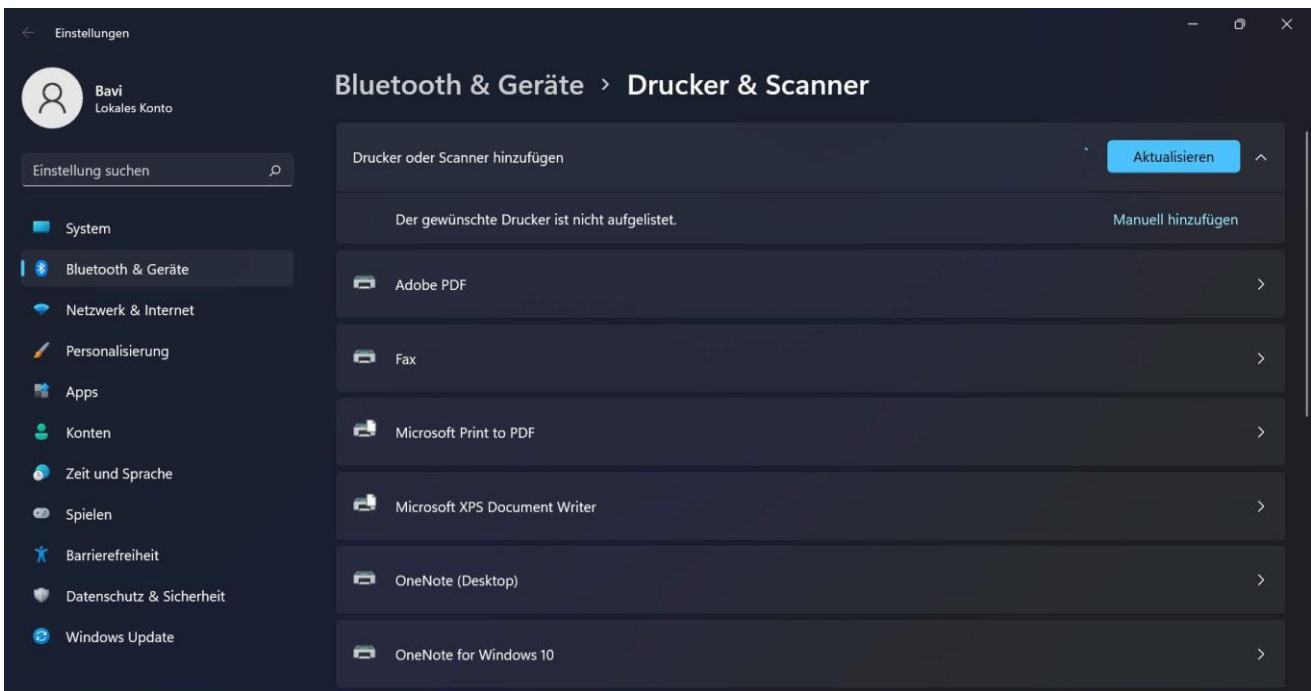 Einstellungen
Bavi
Lokales Konto
Einstellung suchen
System
Bluetooth & Geräte
Netzwerk & Internet
Personalisierung
Apps
Konten
Zeit und Sprache
Spielen
Barrierefreiheit
Datenschutz & Sicherheit
Windows Update
Bluetooth & Geräte > Drucker & Scanner
Drucker oder Scanner hinzufügen Aktualisieren
Der gewünschte Drucker ist nicht aufgelistet. Manuell hinzufügen
Adobe PDF
Fax
Microsoft Print to PDF
Microsoft XPS Document Writer
OneNote (Desktop)
OneNote for Windows 10